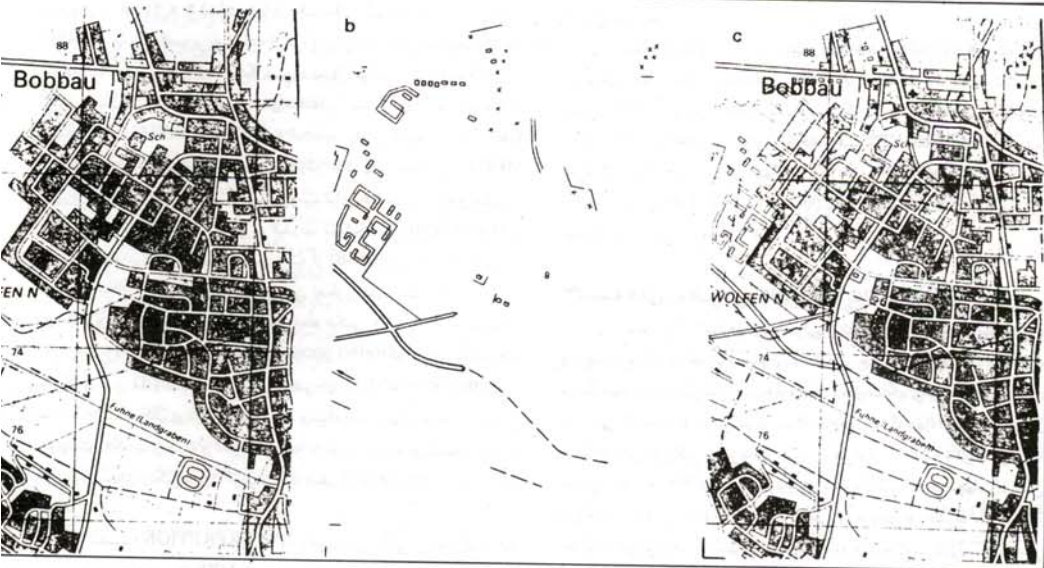 88
Bobbau
Sch
FEN N
74
Fuhne (Landgraben)
76
b
c
88
Bobbau
Sch
WOLFEN N
74
Fuhne (Landgraben)
76